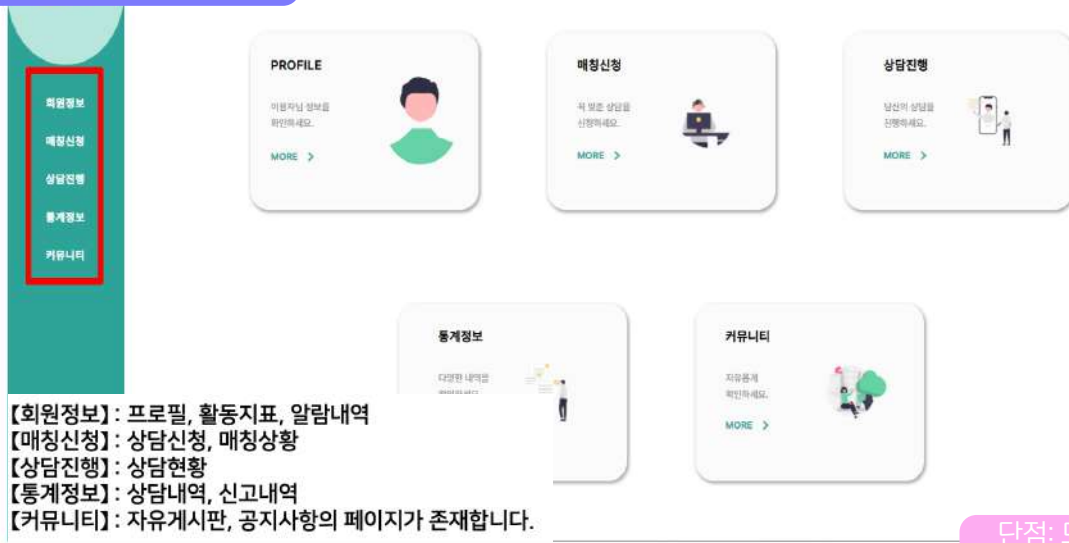 회원정보
매칭신청
상담진행
통계정보
커뮤니티
PROFILE
이용자님 정보를
확인하세요.
MORE >
매칭신청
꼭 맞춘 상담을
신청하세요.
MORE >
상담진행
당신의 상담을
진행하세요.
MORE >
통계정보
다양한 내역을
커뮤니티
자유롭게
확인하세요.
MORE >
【회원정보】 : 프로필, 활동지표, 알람내역
【매칭신청】 : 상담신청, 매칭상황
【상담진행】 : 상담현황
【통계정보】 : 상담내역, 신고내역
【커뮤니티】 : 자유게시판, 공지사항의 페이지가 존재합니다.
단점: